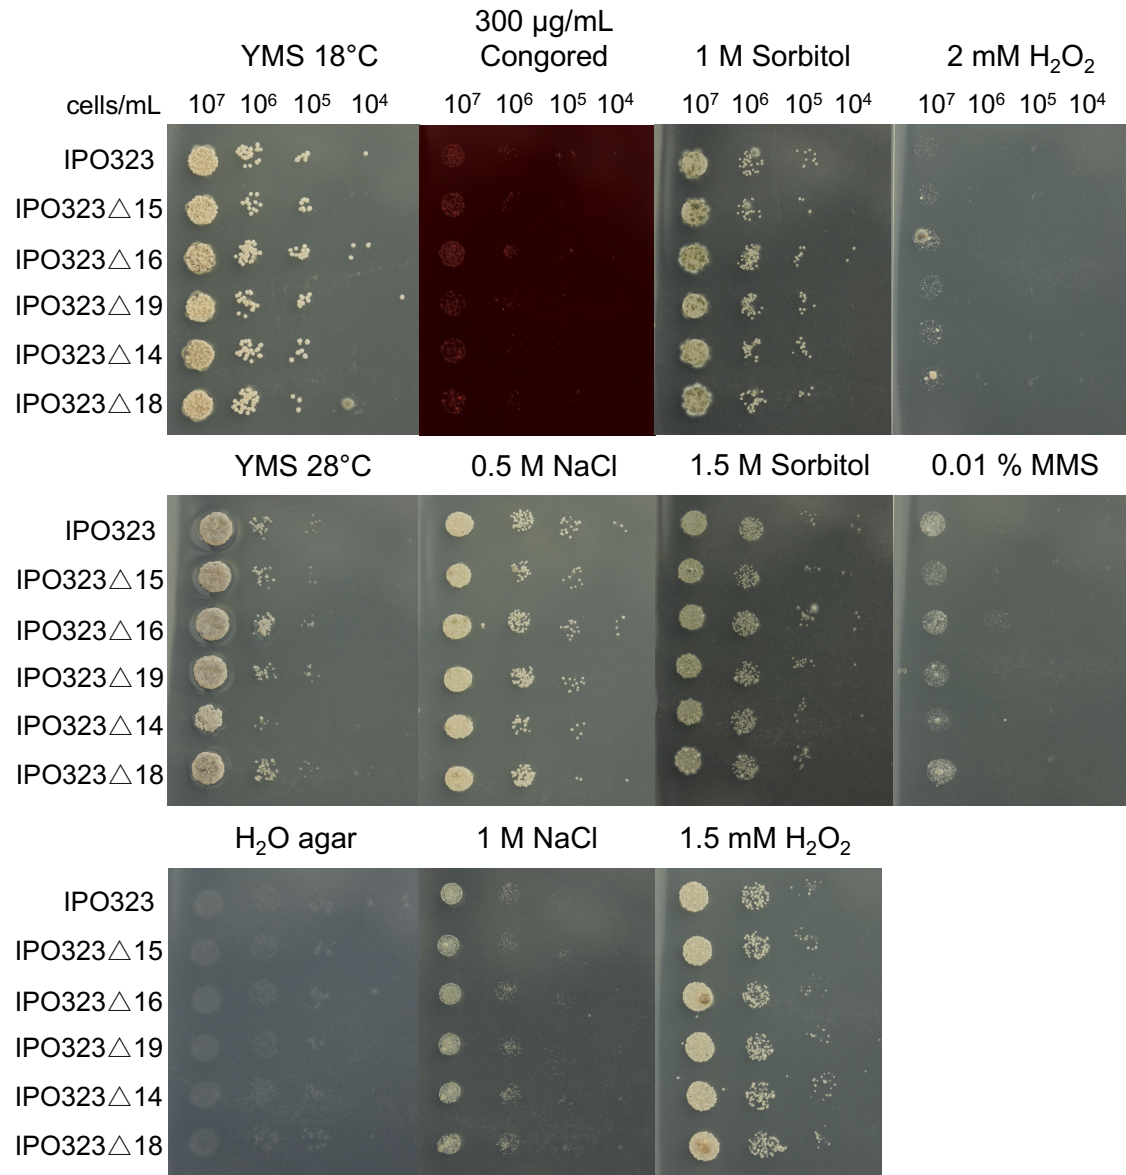 YMS 18°C
300 µg/mL
Congored
1 M Sorbitol
2 mM H₂O₂
cells/mL 10⁷ 10⁶ 10⁵ 10⁴ 10⁷ 10⁶ 10⁵ 10⁴ 10⁷ 10⁶ 10⁵ 10⁴ 10⁷ 10⁶ 10⁵ 10⁴
IPO323
IPO323△15
IPO323△16
IPO323△19
IPO323△14
IPO323△18
YMS 28°C 0.5 M NaCl 1.5 M Sorbitol 0.01 % MMS
IPO323
IPO323△15
IPO323△16
IPO323△19
IPO323△14
IPO323△18
H₂O agar 1 M NaCl 1.5 mM H₂O₂
IPO323
IPO323△15
IPO323△16
IPO323△19
IPO323△14
IPO323△18